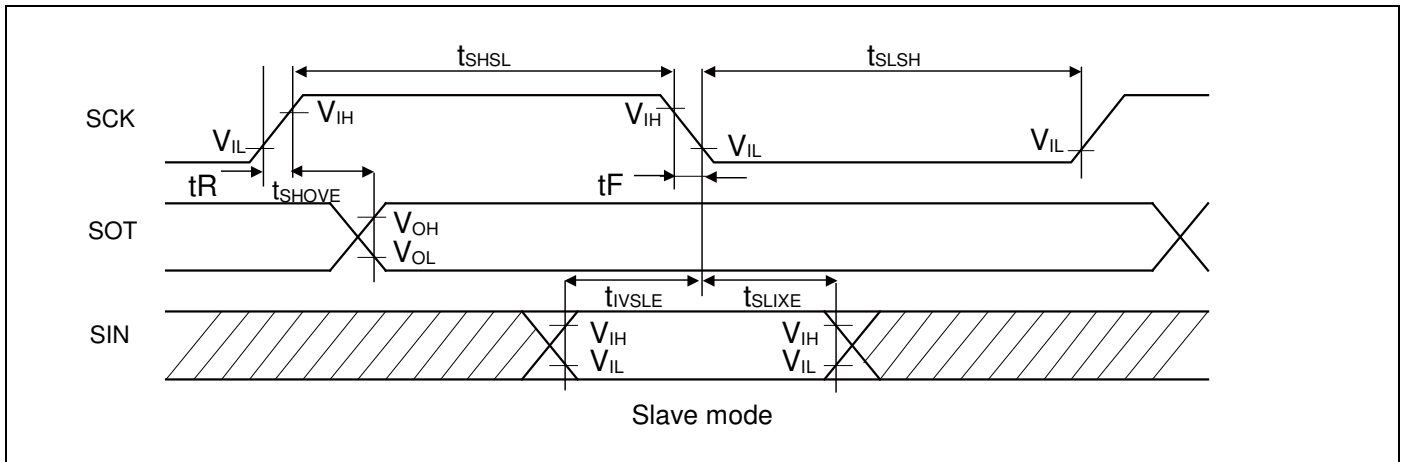 tSHSL
tSLSH
SCK
VIH
VIH
VIL
VIL
VIL
tR
tSHOVE
tF
SOT
VOH
VOL
tIVSLE
tSLIXE
SIN
VIH
VIH
VIL
VIL
Slave mode